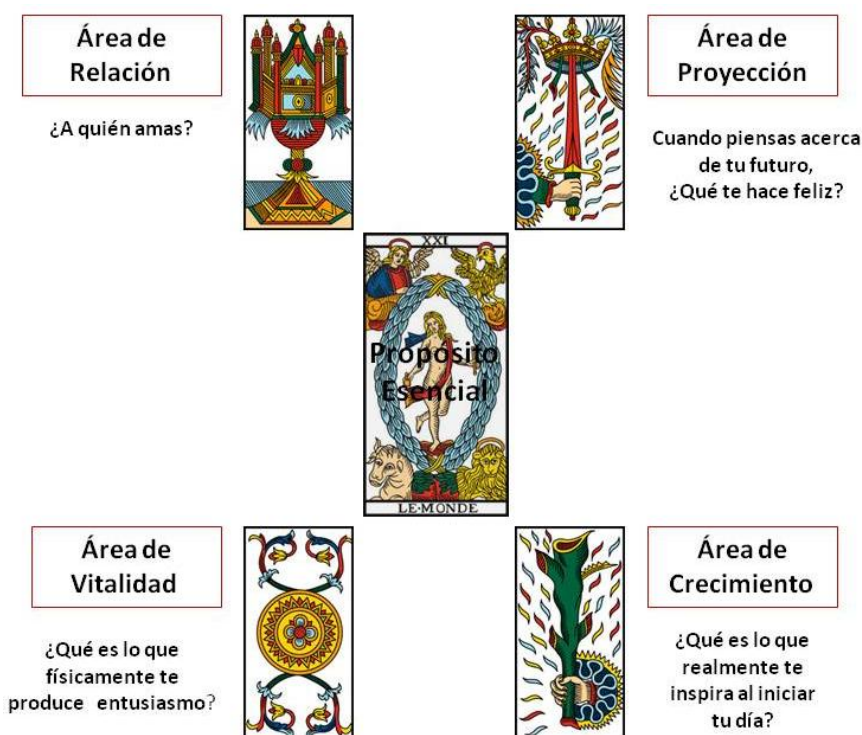 Área de
Relación
¿A quién amas?
Área de
Proyección
Cuando piensas acerca
de tu futuro,
¿Qué te hace feliz?
XXI
Propósito
Esencial
LE·MONDE
Área de
Vitalidad
¿Qué es lo que
físicamente te
produce entusiasmo?
Área de
Crecimiento
¿Qué es lo que
realmente te
inspira al iniciar
tu día?